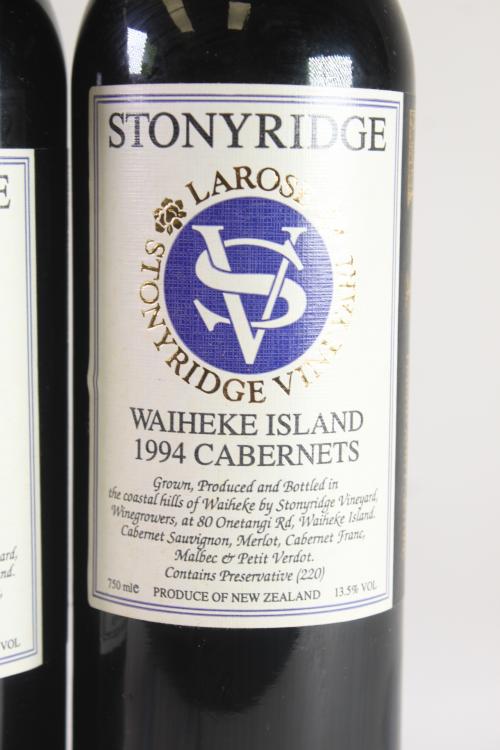 STONYRIDGE
LAROSE
STONYRIDGE VINEYARD
SV
WAIHEKE ISLAND
1994 CABERNETS
Grown, Produced and Bottled in
the coastal hills of Waiheke by Stonyridge Vineyard,
Winegrowers, at 80 Onetangi Rd, Waiheke Island.
Cabernet Sauvignon, Merlot, Cabernet Franc,
Malbec & Petit Verdot.
Contains Preservative (220)
750 ml e PRODUCE OF NEW ZEALAND 13.5% VOL
E
VOL